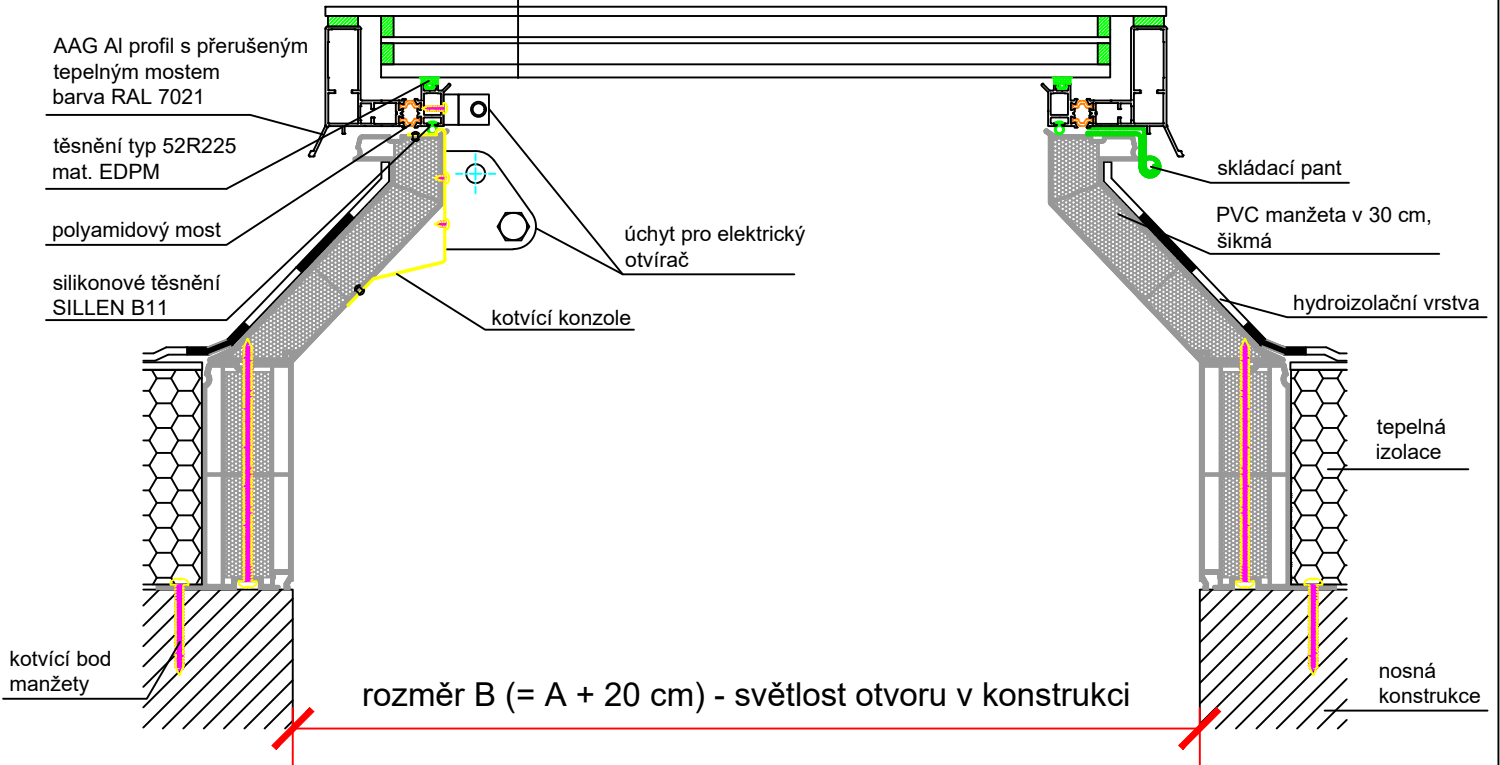 AAG Al profil s přerušeným
tepelným mostem
barva RAL 7021
těsnění typ 52R225
mat. EDPM
polyamidový most
silikonové těsnění
SILLEN B11
kotvící konzole
úchyt pro elektrický
otvírač
skládací pant
PVC manžeta v 30 cm,
šikmá
hydroizolační vrstva
tepelná
izolace
kotvící bod
manžety
nosná
konstrukce
rozměr B (= A + 20 cm) - světlost otvoru v konstrukci